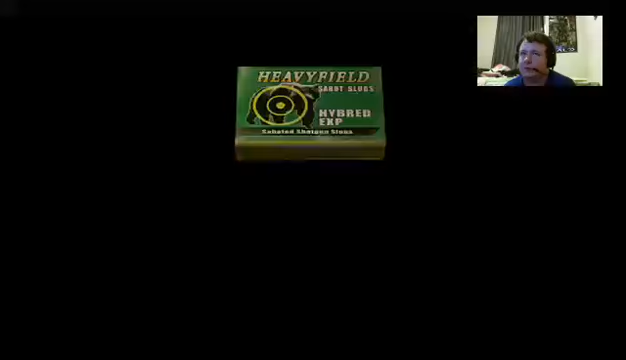 HEAVYFIELD
SABOT SLUGS
HYBRED
EXP
Saboted Shotgun Slugs